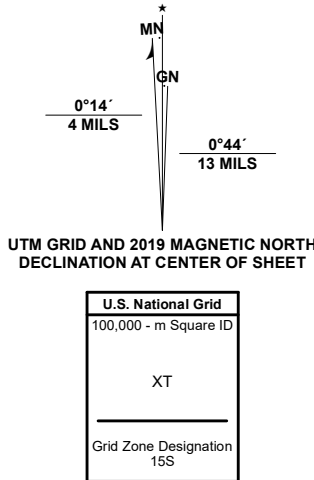 ★
MN
GN
0°14´
4 MILS
0°44´
13 MILS
UTM GRID AND 2019 MAGNETIC NORTH
DECLINATION AT CENTER OF SHEET
U.S. National Grid
100,000 - m Square ID
XT
Grid Zone Designation
15S